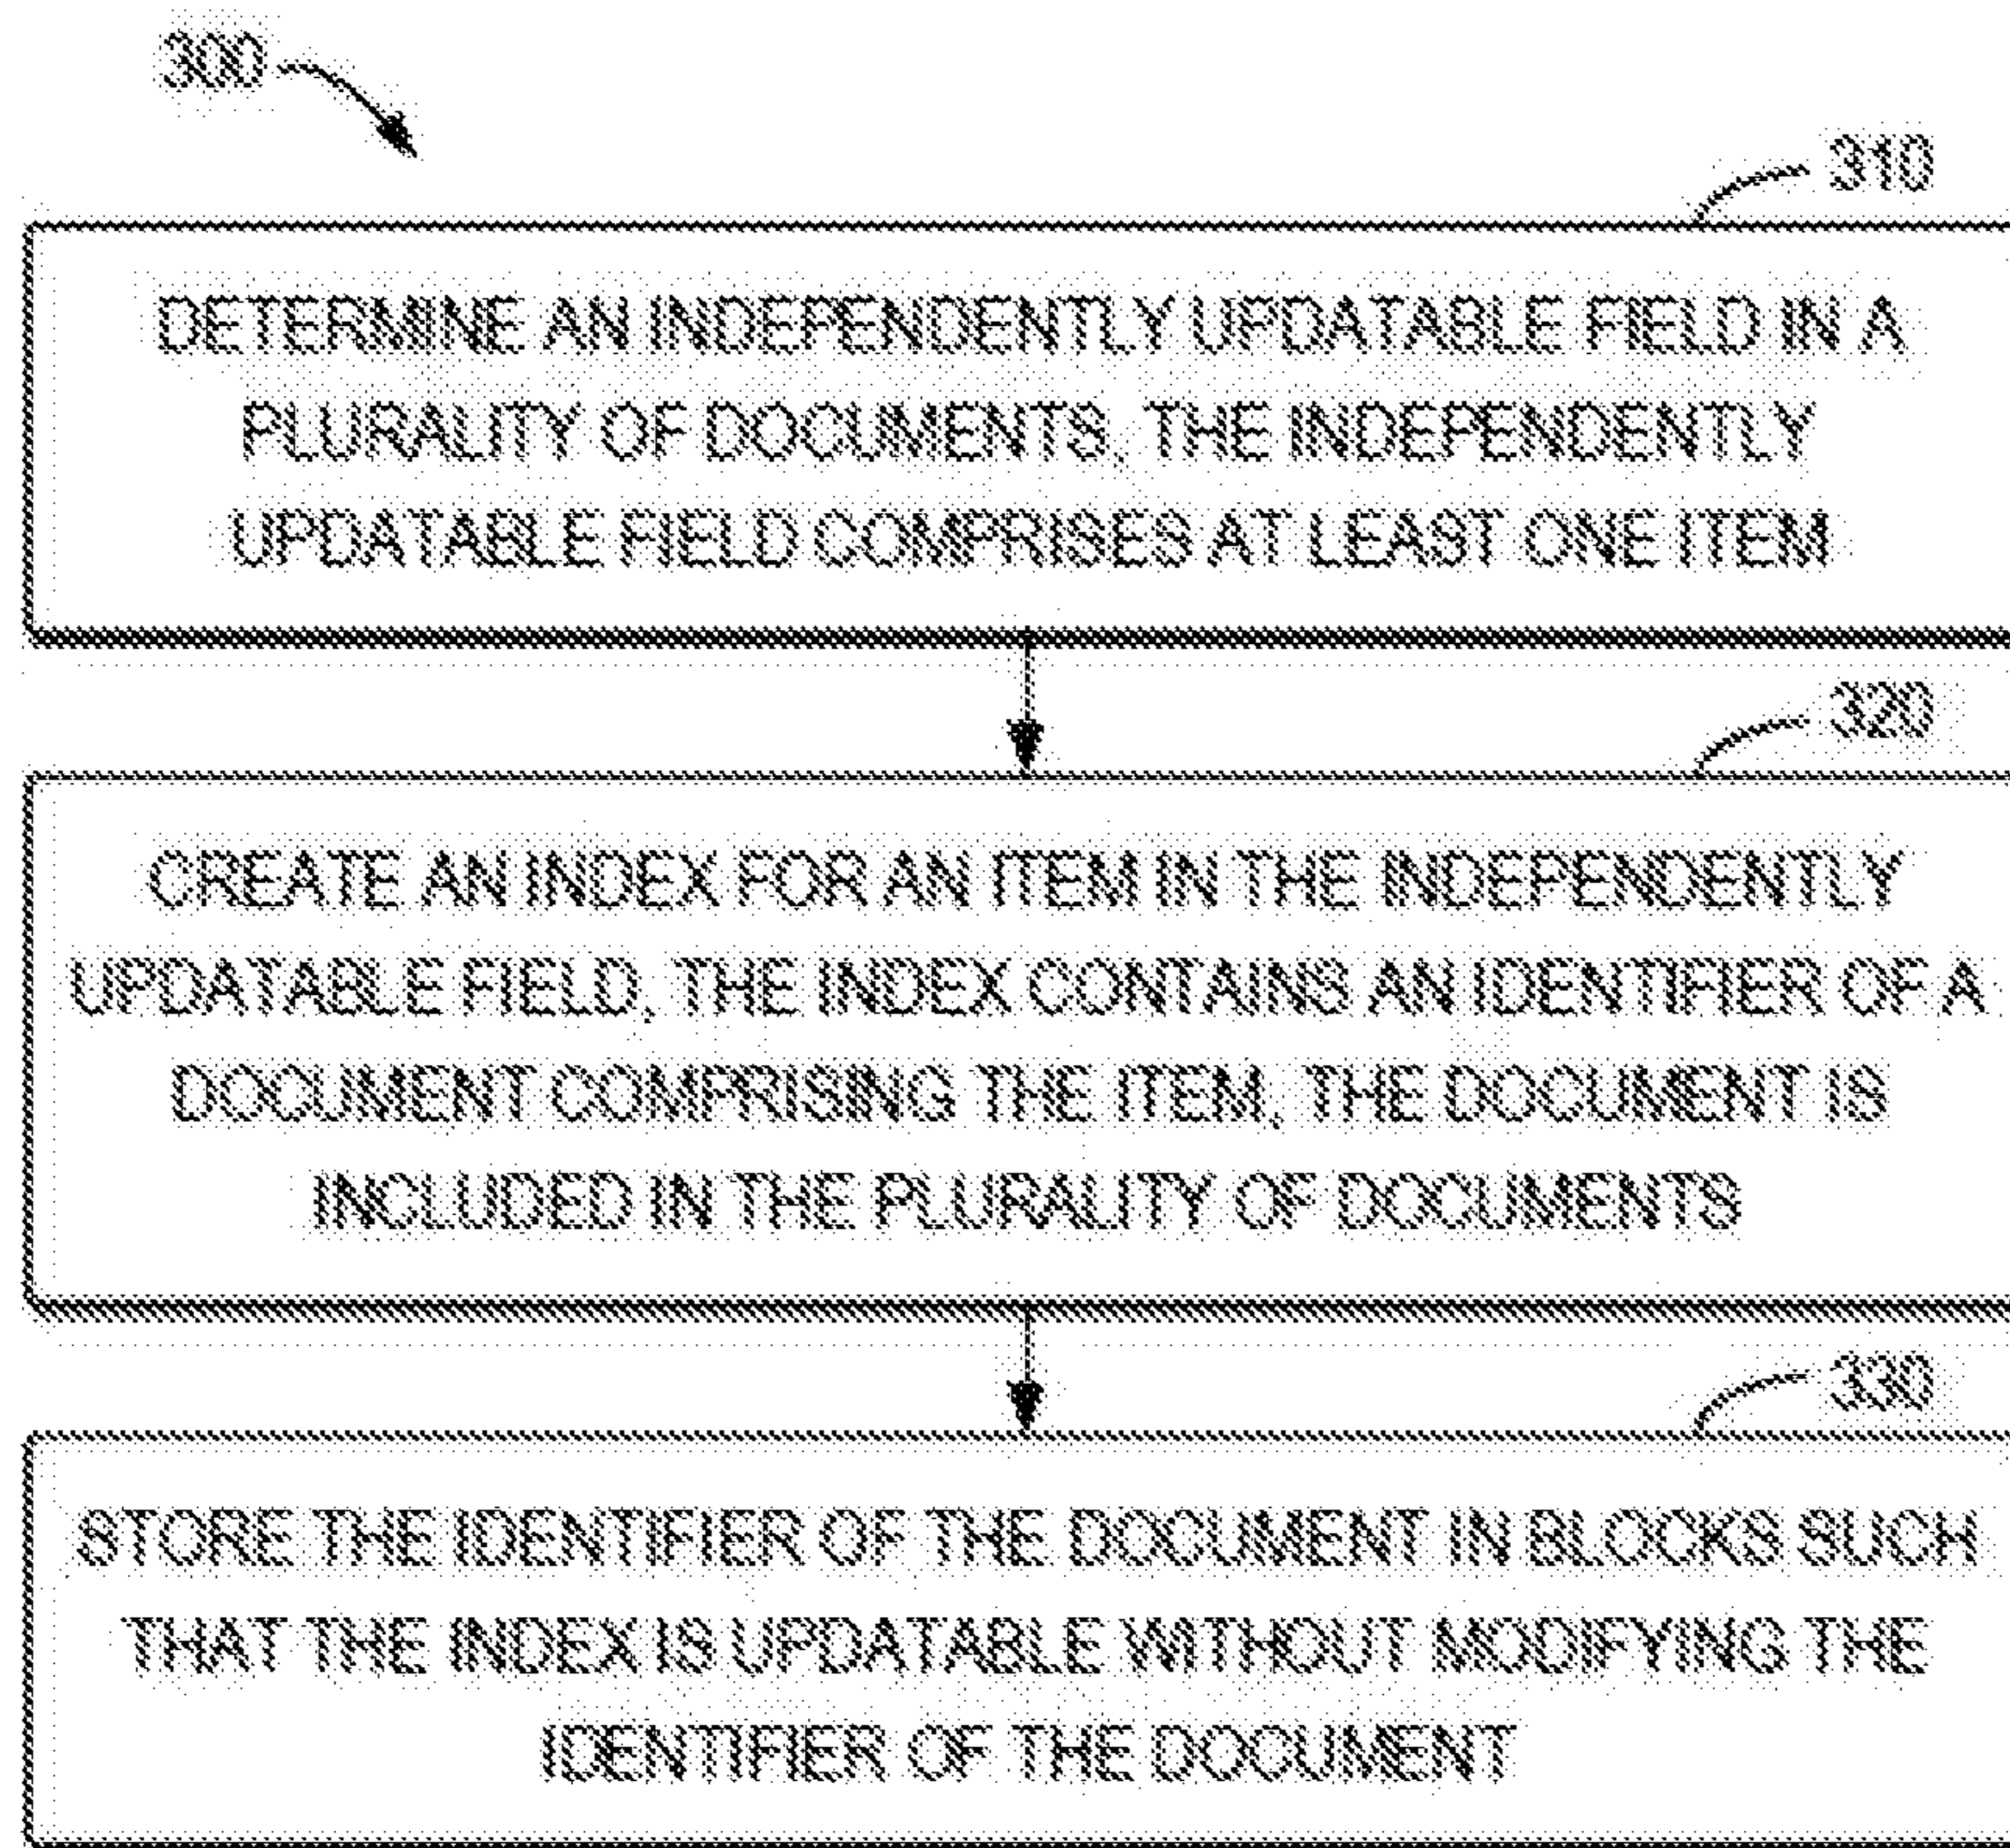 300
310
DETERMINE AN INDEPENDENTLY UPDATABLE FIELD IN A
PLURALITY OF DOCUMENTS, THE INDEPENDENTLY
UPDATABLE FIELD COMPRISES AT LEAST ONE ITEM
320
CREATE AN INDEX FOR AN ITEM IN THE INDEPENDENTLY
UPDATABLE FIELD, THE INDEX CONTAINS AN IDENTIFIER OF A
DOCUMENT COMPRISING THE ITEM, THE DOCUMENT IS
INCLUDED IN THE PLURALITY OF DOCUMENTS
330
STORE THE IDENTIFIER OF THE DOCUMENT IN BLOCKS SUCH
THAT THE INDEX IS UPDATABLE WITHOUT MODIFYING THE
IDENTIFIER OF THE DOCUMENT